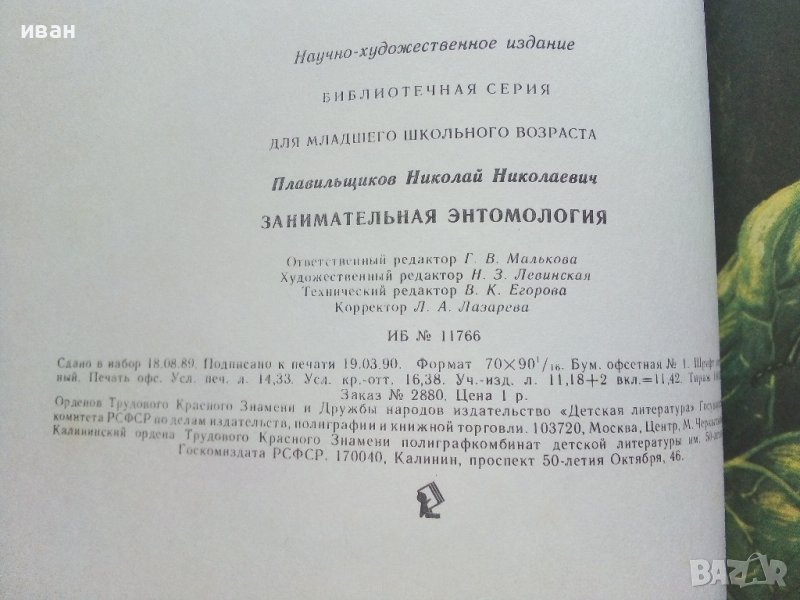 иван
Научно-художественное издание
БИБЛИОТЕЧНАЯ СЕРИЯ
ДЛЯ МЛАДШЕГО ШКОЛЬНОГО ВОЗРАСТА
Плавильщиков Николай Николаевич
ЗАНИМАТЕЛЬНАЯ ЭНТОМОЛОГИЯ
Ответственный редактор Г. В. Малькова
Художественный редактор Н. З. Левинская
Технический редактор В. К. Егорова
Корректор Л. А. Лазарева
ИБ № 11766
Сдано в набор 18.08.89. Подписано к печати 19.03.90. Формат 70×90¹/₁₆. Бум. офсетная № 1. Шрифт
ный. Печать офс. Усл. печ. л. 14,33. Усл. кр.-отт. 16,38. Уч.-изд. л. 11,18+2 вкл.=11,42. Тираж
Заказ № 2880. Цена 1 р.
Орденов Трудового Красного Знамени и Дружбы народов издательство «Детская литература»
комитета РСФСР по делам издательств, полиграфии и книжной торговли. 103720, Москва, Центр, М.
Калининский ордена Трудового Красного Знамени полиграфкомбинат детской литературы им.
Госкомиздата РСФСР. 170040, Калинин, проспект 50-летия Октября, 46.
BAZAR